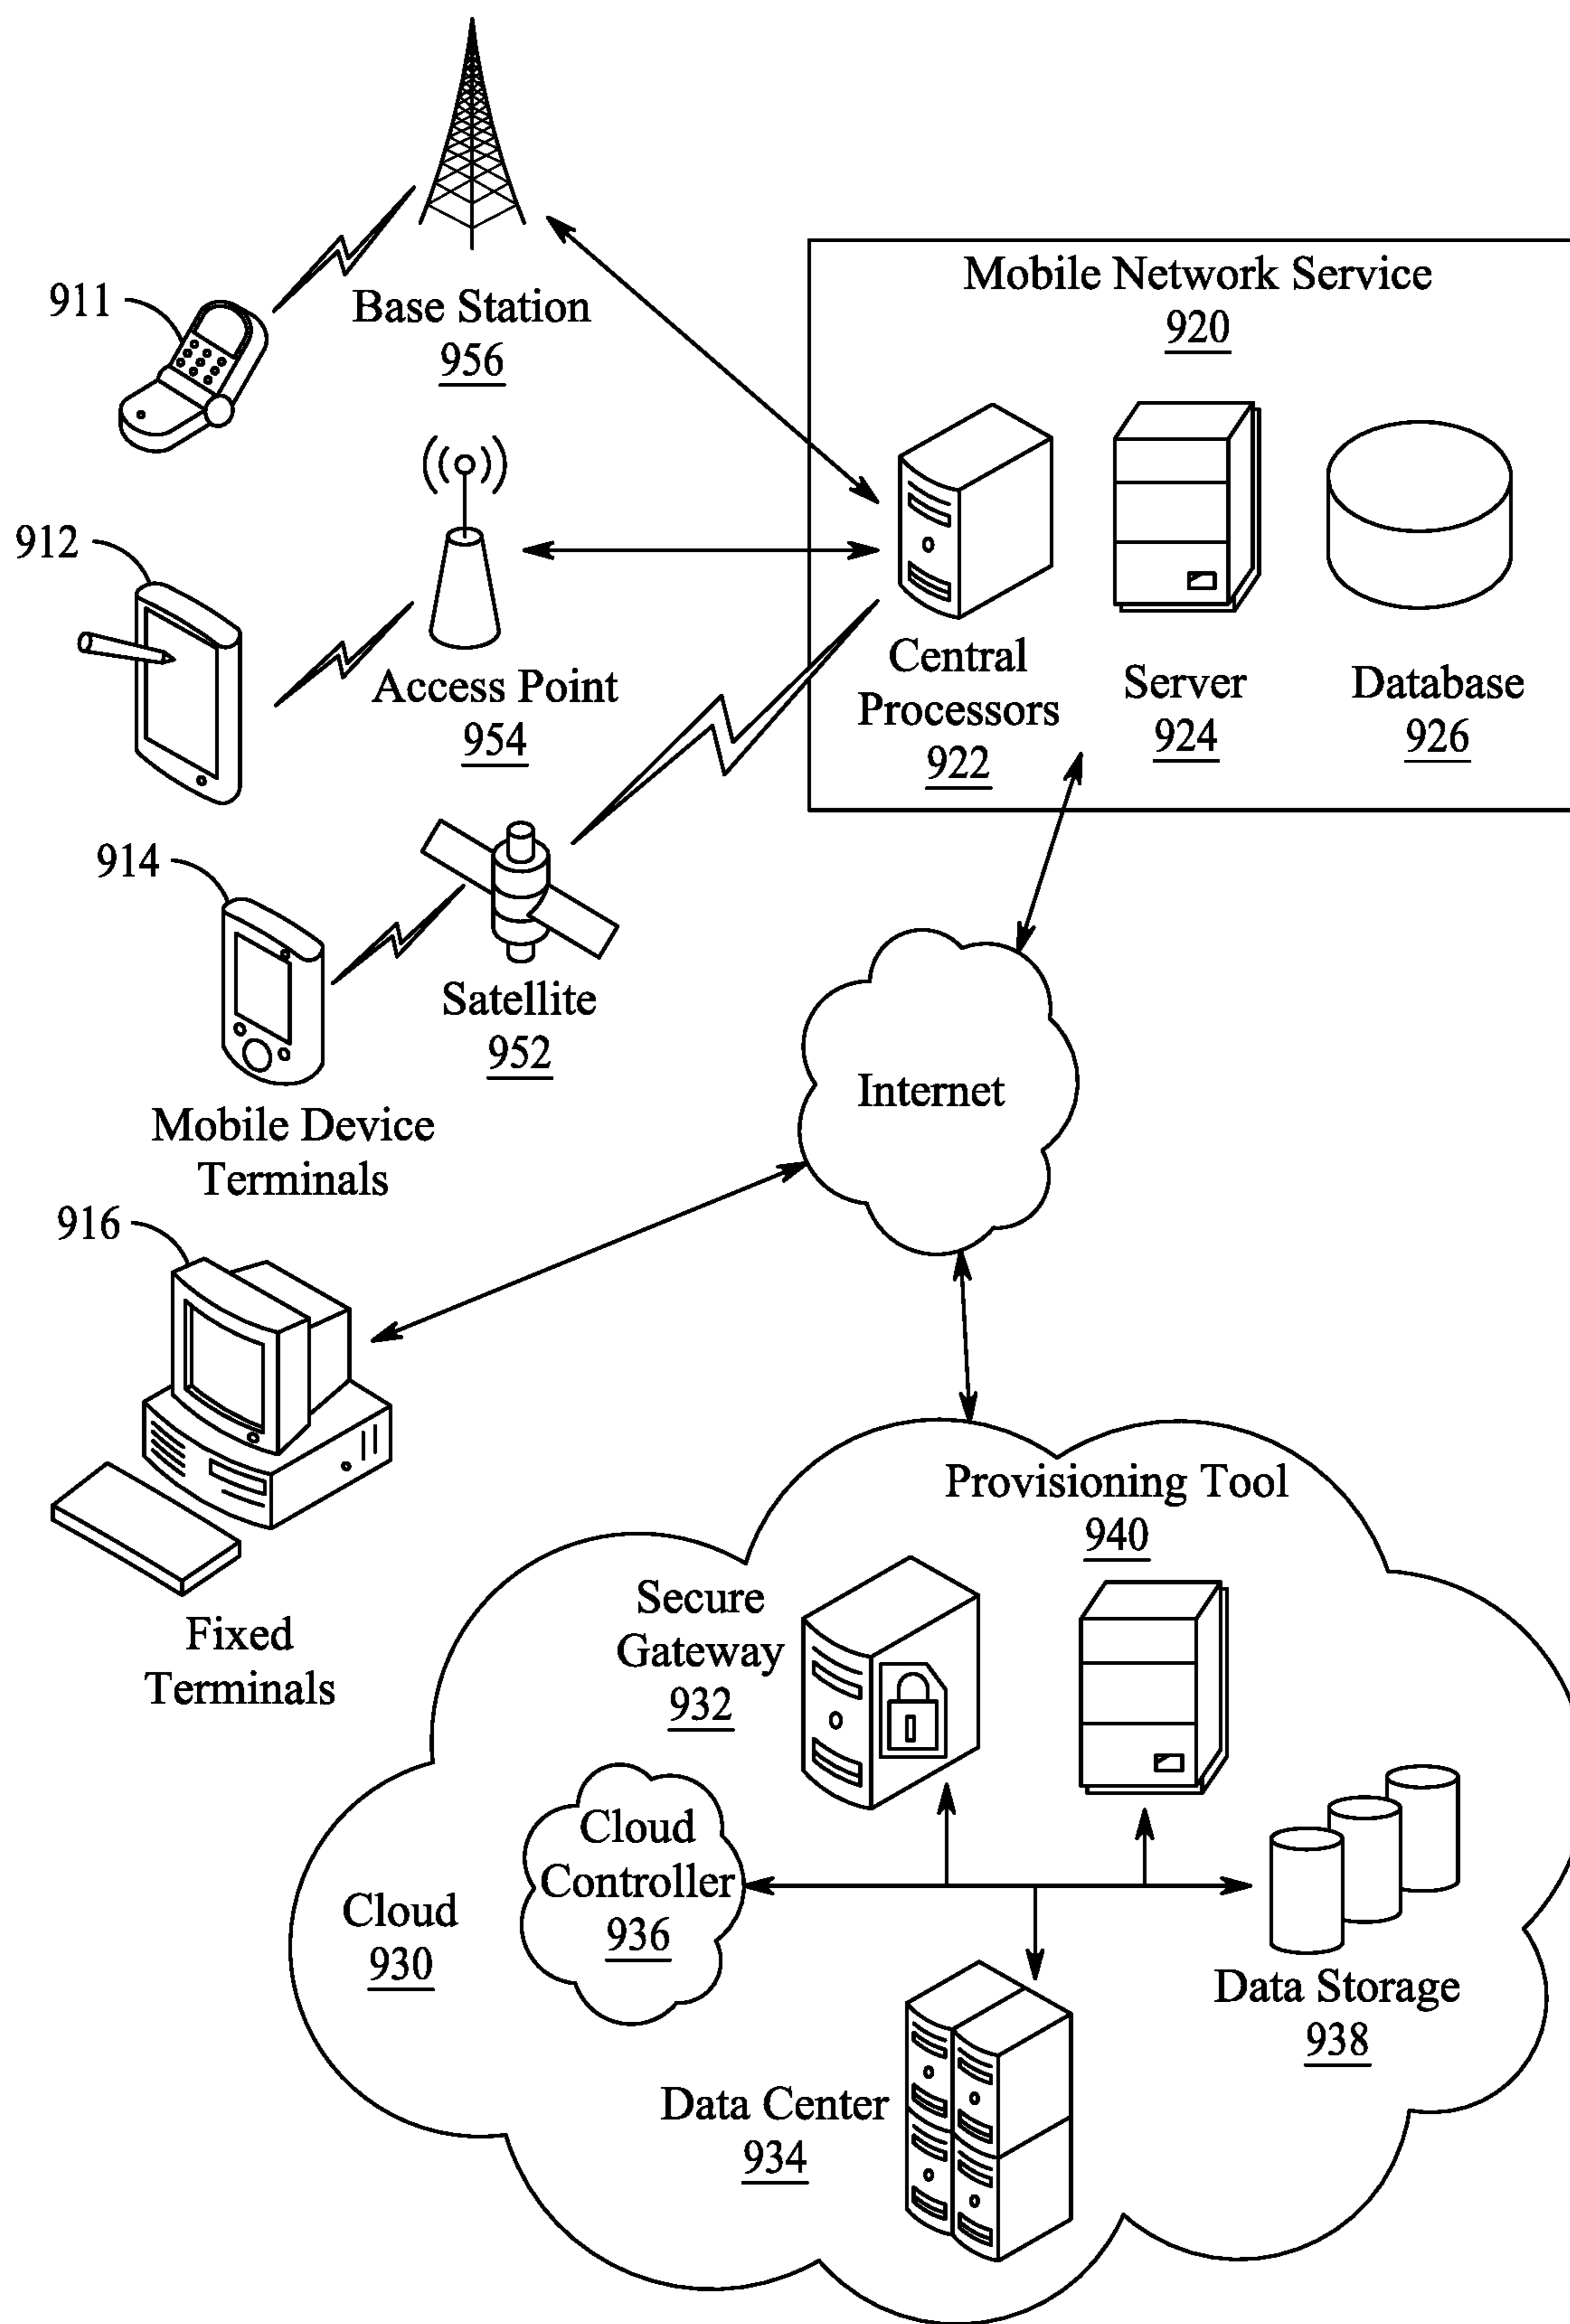 911
Base Station
956
Mobile Network Service
920
912
Access Point
954
Central
Processors
922
Server
924
Database
926
914
Satellite
952
Mobile Device
Terminals
Internet
916
Fixed
Terminals
Provisioning Tool
940
Secure
Gateway
932
Cloud
Controller
936
Cloud
930
Data Storage
938
Data Center
934